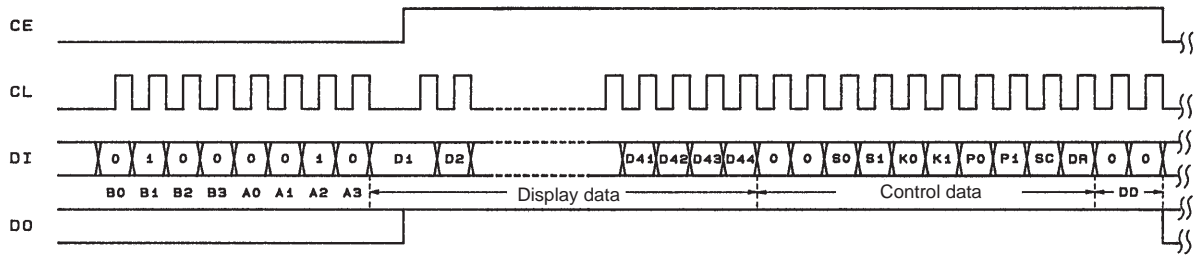 CE
CL
DI 0 1 0 0 0 0 1 0 D1 D2 D41 D42 D43 D44 0 0 S0 S1 K0 K1 P0 P1 SC DR 0 0
B0 B1 B2 B3 A0 A1 A2 A3 Display data Control data DD
DO